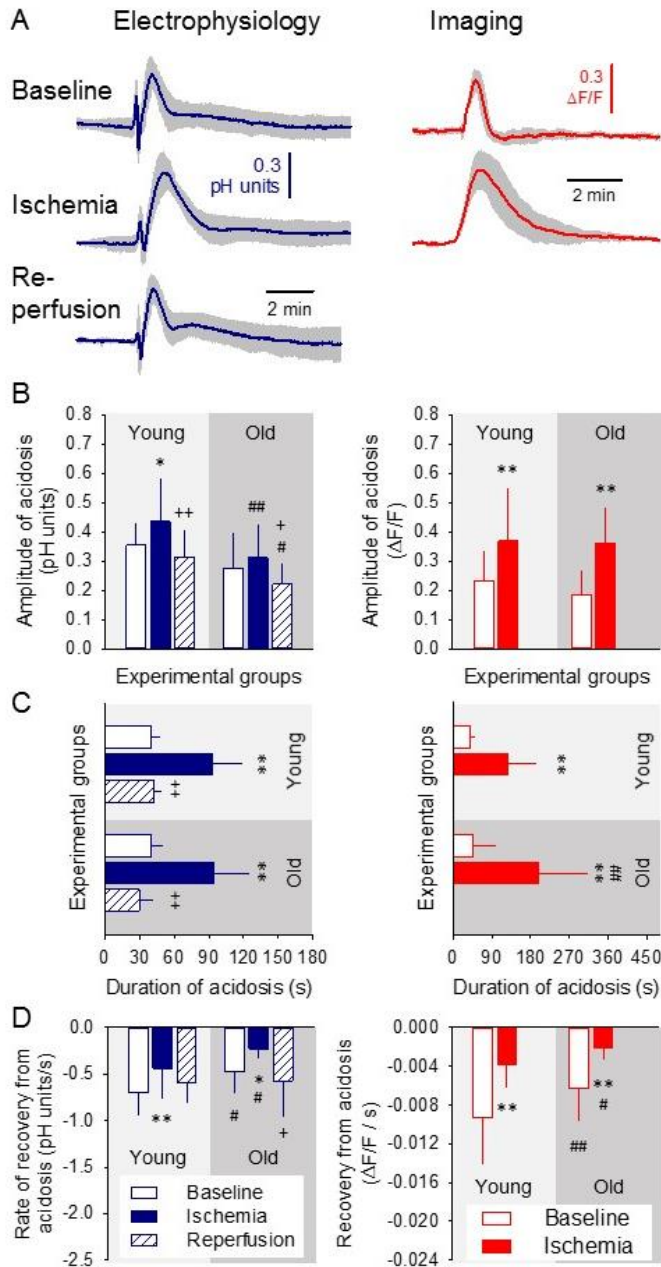 A
Electrophysiology
Imaging
Baseline
0.3
ΔF/F
0.3
pH units
Ischemia
2 min
Re-
perfusion
2 min
B
0.8
0.7
0.6
0.5
0.4
0.3
0.2
0.1
0.0
Amplitude of acidosis
(pH units)
Young
Old
*
++
##
+
#
Experimental groups
0.8
0.7
0.6
0.5
0.4
0.3
0.2
0.1
0.0
Amplitude of acidosis
(ΔF/F)
Young
Old
**
**
Experimental groups
C
Experimental groups
Young
Old
**
++
**
++
0 30 60 90 120 150 180
Duration of acidosis (s)
Experimental groups
Young
Old
**
**
##
0 90 180 270 360 450
Duration of acidosis (s)
D
0.0
-0.5
-1.0
-1.5
-2.0
-2.5
Rate of recovery from
acidosis (pH units/s)
**
#
*
#
+
Young
Old
Baseline
Ischemia
Reperfusion
0.000
-0.004
-0.008
-0.012
-0.016
-0.020
-0.024
Recovery from acidosis
(ΔF/F / s)
**
##
**
#
Young
Old
Baseline
Ischemia